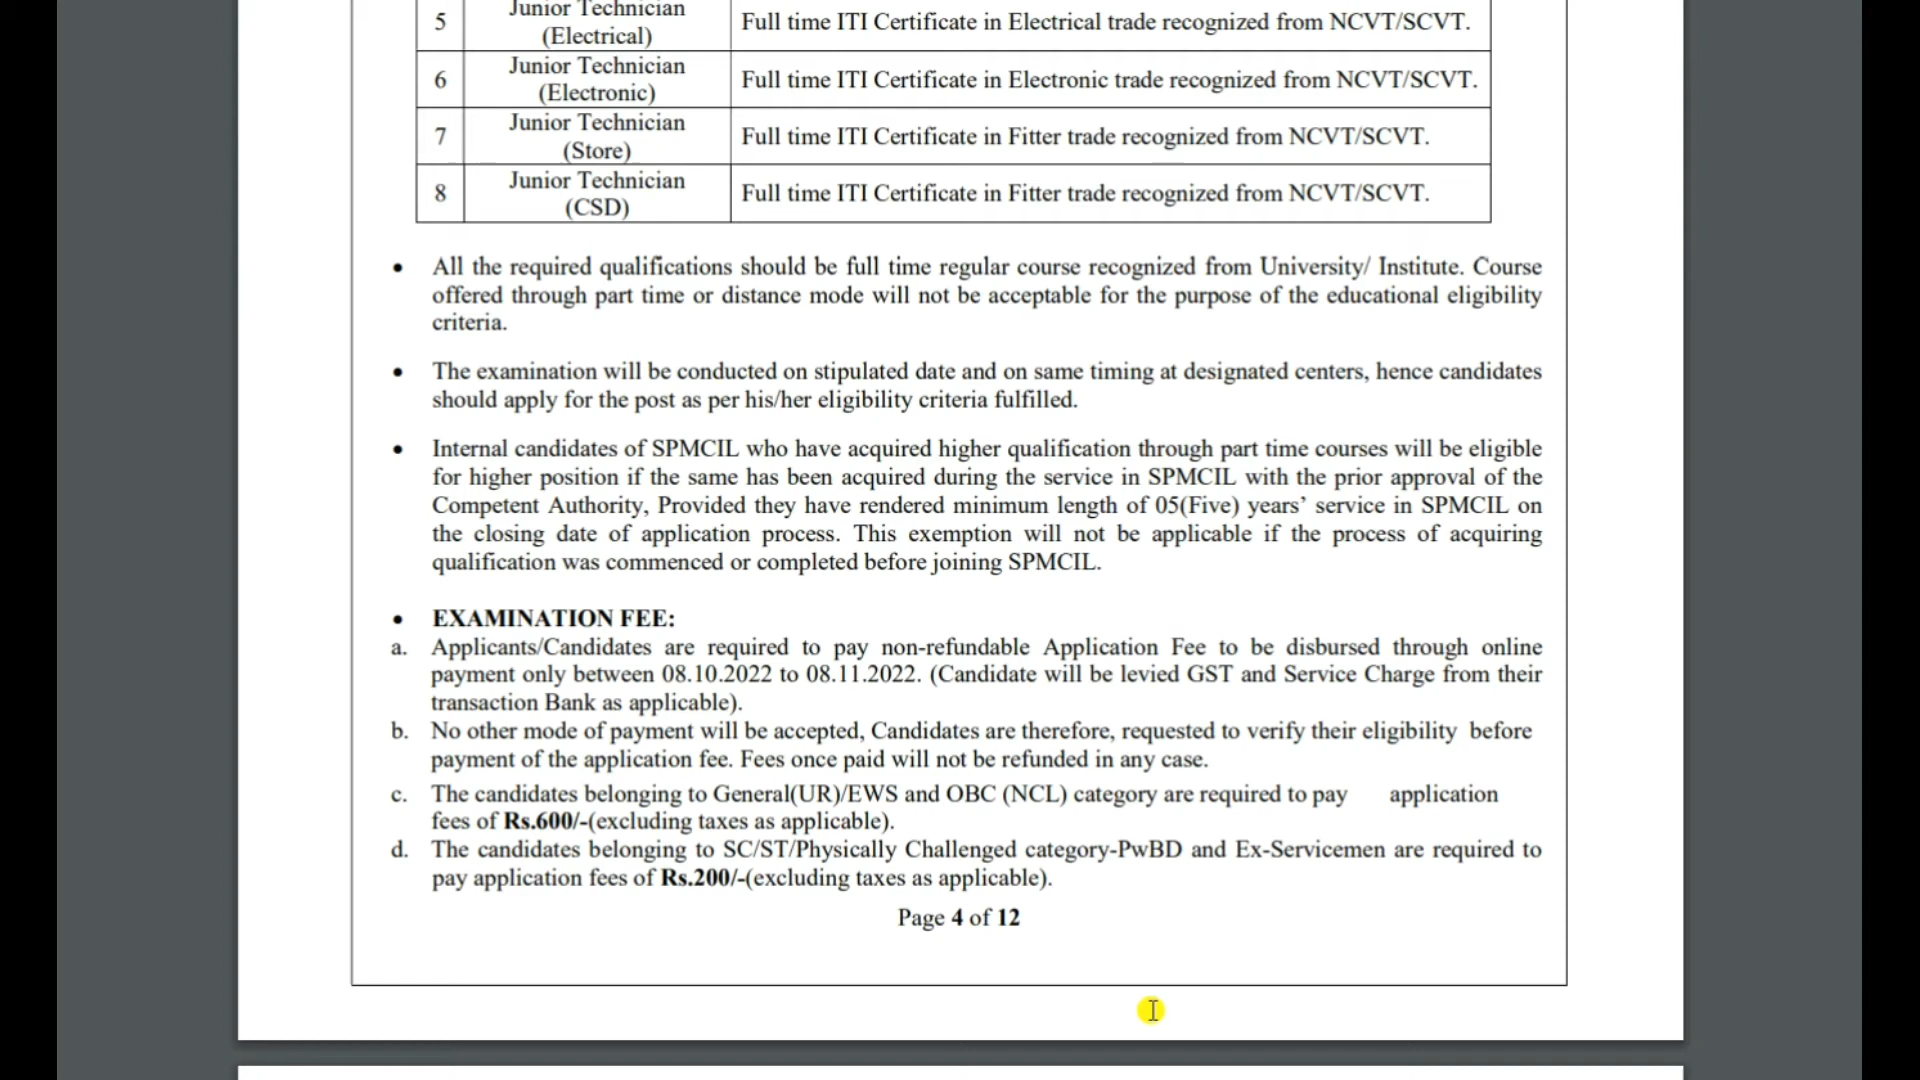 5 Junior Technician (Electrical) Full time ITI Certificate in Electrical trade recognized from NCVT/SCVT.
6 Junior Technician (Electronic) Full time ITI Certificate in Electronic trade recognized from NCVT/SCVT.
7 Junior Technician (Store) Full time ITI Certificate in Fitter trade recognized from NCVT/SCVT.
8 Junior Technician (CSD) Full time ITI Certificate in Fitter trade recognized from NCVT/SCVT.
• All the required qualifications should be full time regular course recognized from University/ Institute. Course
offered through part time or distance mode will not be acceptable for the purpose of the educational eligibility
criteria.
• The examination will be conducted on stipulated date and on same timing at designated centers, hence candidates
should apply for the post as per his/her eligibility criteria fulfilled.
• Internal candidates of SPMCIL who have acquired higher qualification through part time courses will be eligible
for higher position if the same has been acquired during the service in SPMCIL with the prior approval of the
Competent Authority, Provided they have rendered minimum length of 05(Five) years’ service in SPMCIL on
the closing date of application process. This exemption will not be applicable if the process of acquiring
qualification was commenced or completed before joining SPMCIL.
• EXAMINATION FEE:
a. Applicants/Candidates are required to pay non-refundable Application Fee to be disbursed through online
payment only between 08.10.2022 to 08.11.2022. (Candidate will be levied GST and Service Charge from their
transaction Bank as applicable).
b. No other mode of payment will be accepted, Candidates are therefore, requested to verify their eligibility before
payment of the application fee. Fees once paid will not be refunded in any case.
c. The candidates belonging to General(UR)/EWS and OBC (NCL) category are required to pay application
fees of Rs.600/-(excluding taxes as applicable).
d. The candidates belonging to SC/ST/Physically Challenged category-PwBD and Ex-Servicemen are required to
pay application fees of Rs.200/-(excluding taxes as applicable).
Page 4 of 12